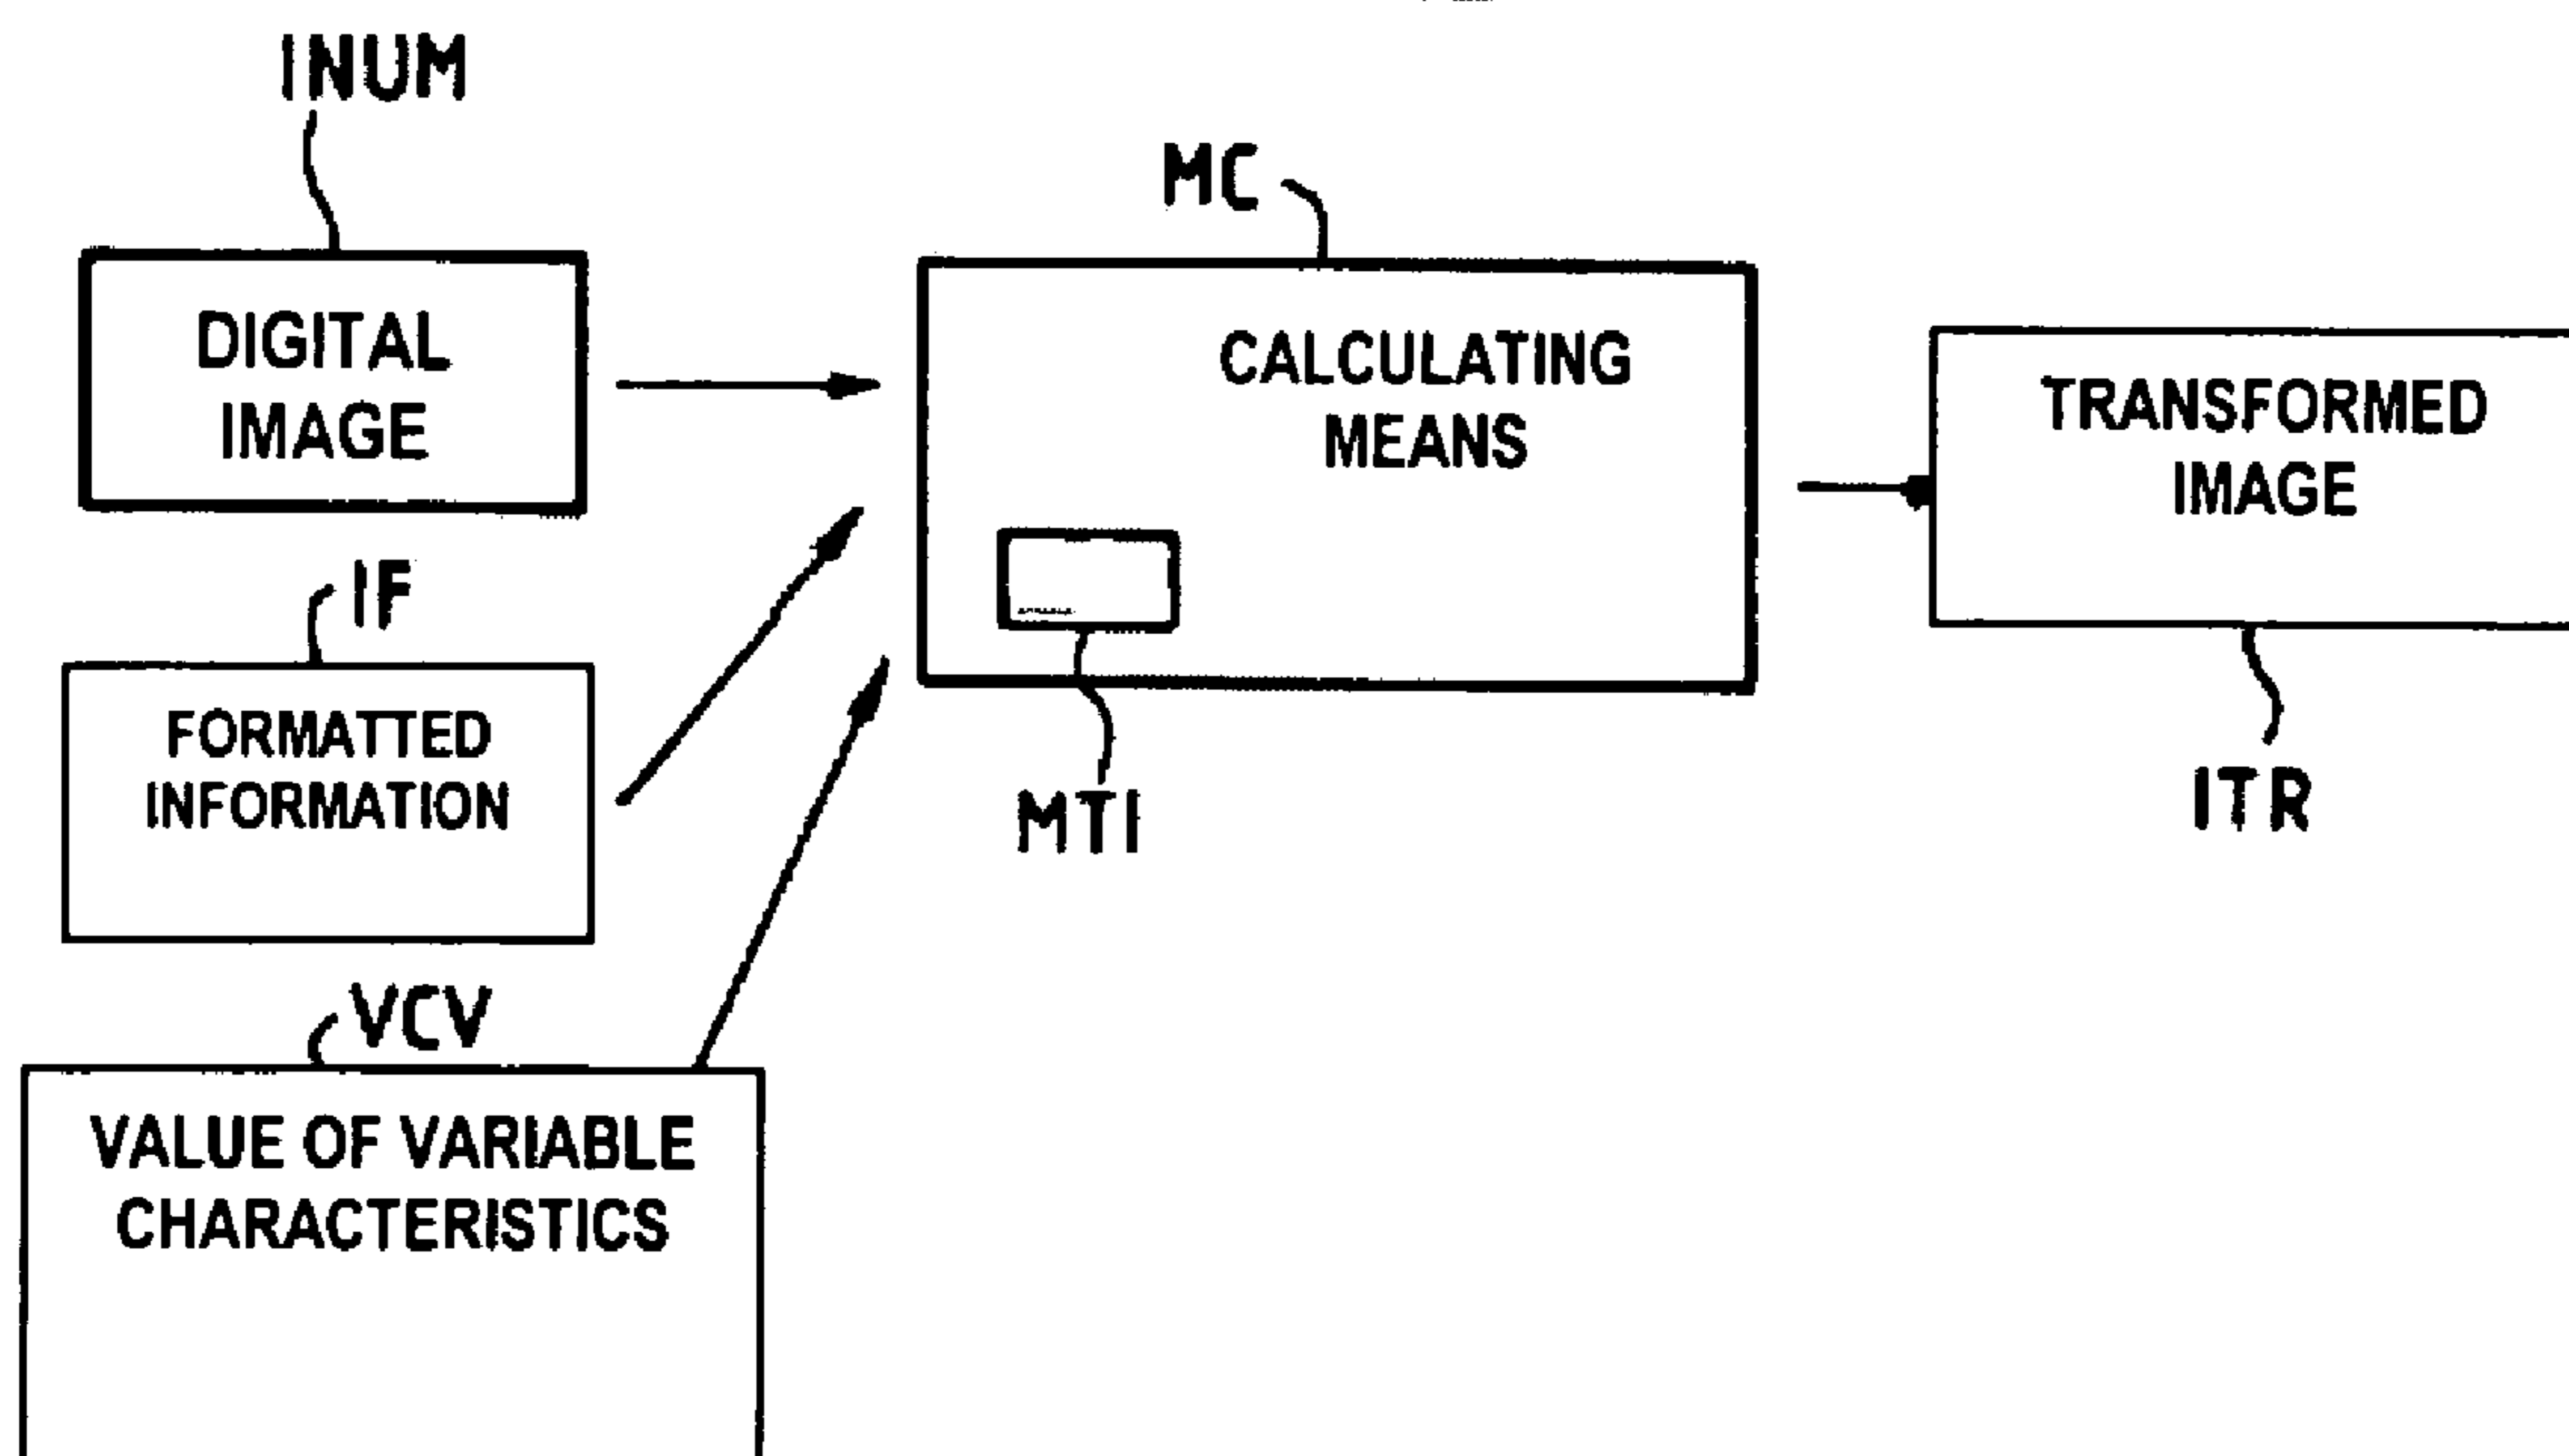 INUM
DIGITAL
IMAGE
IF
FORMATTED
INFORMATION
VCV
VALUE OF VARIABLE
CHARACTERISTICS
MC
CALCULATING
MEANS
MTI
TRANSFORMED
IMAGE
ITR